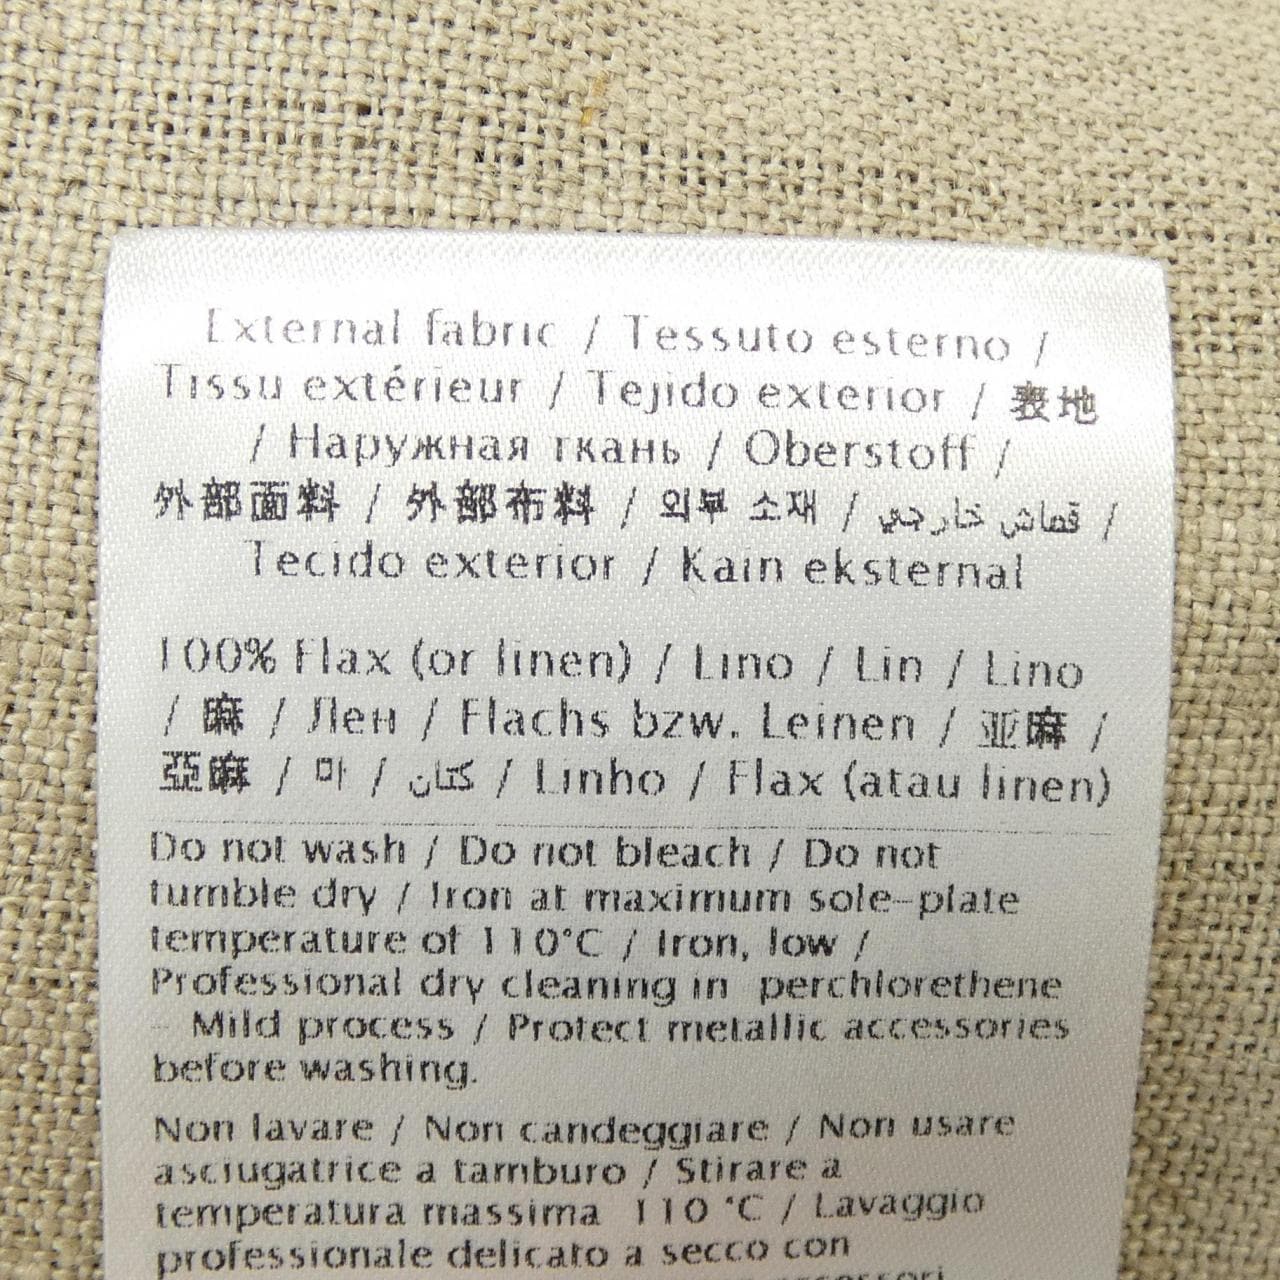 External fabric / Tessuto esterno /
Tissu extérieur / Tejido exterior / 表地
/ Наружная ткань / Oberstoff /
外部面料 / 外部布料 / 외부 소재 / قماش خارجي /
Tecido exterior / Kain eksternal
100% Flax (or linen) / Lino / Lin / Lino
/ 麻 / Лен / Flachs bzw. Leinen / 亚麻 /
亞麻 / 마 / كتان / Linho / Flax (atau linen)
Do not wash / Do not bleach / Do not
tumble dry / Iron at maximum sole-plate
temperature of 110°C / Iron, low /
Professional dry cleaning in perchlorethene
- Mild process / Protect metallic accessories
before washing.
Non lavare / Non candeggiare / Non usare
asciugatrice a tamburo / Stirare a
temperatura massima 110 °C / Lavaggio
professionale delicato a secco con
accessori